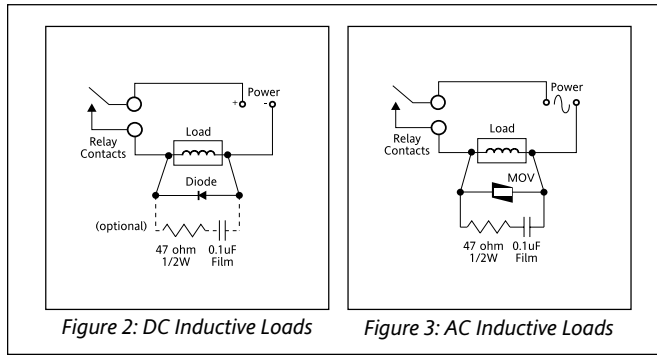 Power
+ -
Relay
Contacts
Load
Diode
(optional)
47 ohm
1/2W
0.1uF
Film
Figure 2: DC Inductive Loads
Power
Relay
Contacts
Load
MOV
47 ohm
1/2W
0.1uF
Film
Figure 3: AC Inductive Loads